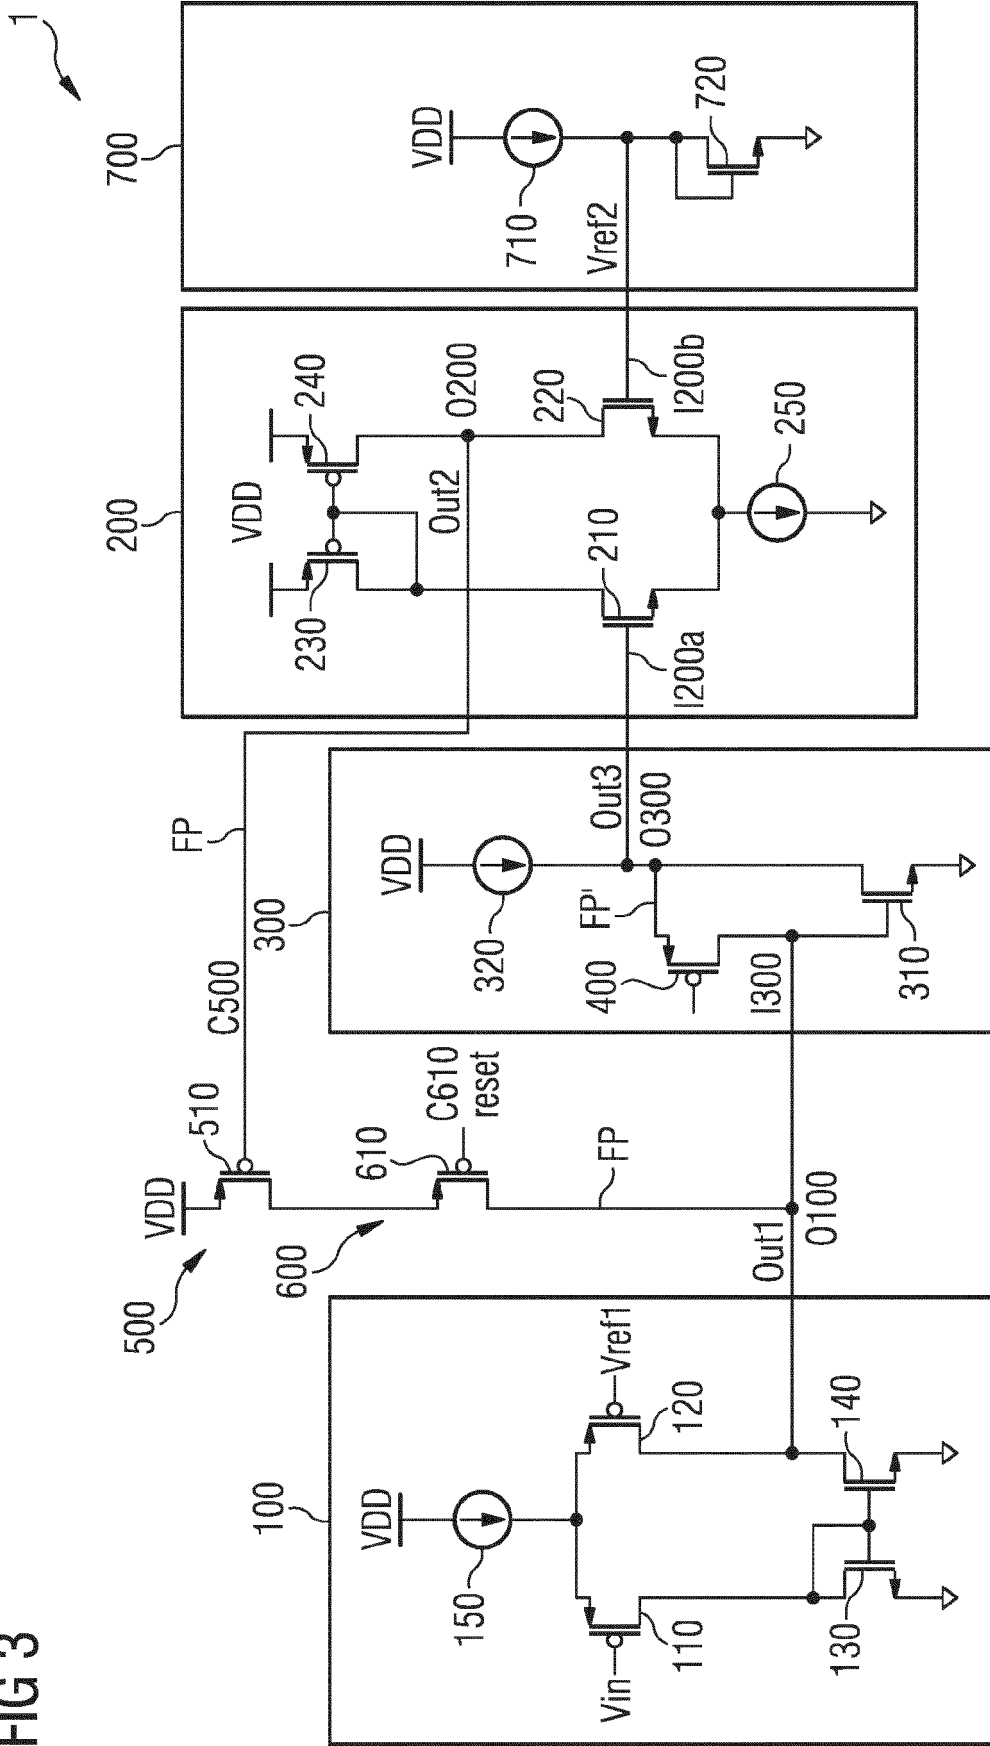 FIG 3
1
100
VDD
150
Vin
110
Vref1
120
130
140
500
VDD
510
C500
FP
600
610
C610
reset
FP
Out1
O100
300
VDD
320
Out3
O300
FP'
400
I300
310
200
VDD
230
240
Out2
O200
210
220
I200a
I200b
250
700
VDD
710
Vref2
720